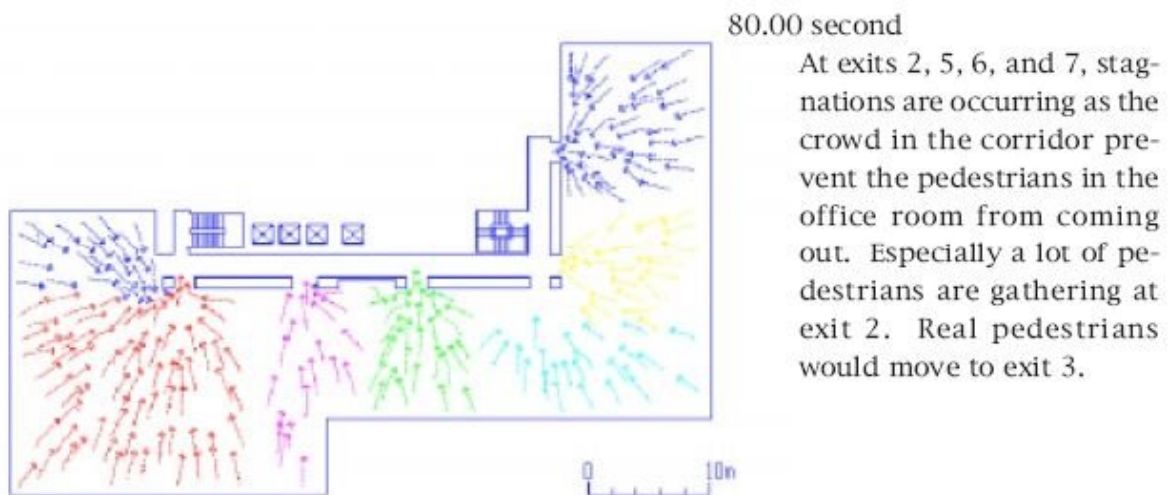 80.00 second
At exits 2, 5, 6, and 7, stag-
nations are occurring as the
crowd in the corridor pre-
vent the pedestrians in the
office room from coming
out. Especially a lot of pe-
destrians are gathering at
exit 2. Real pedestrians
would move to exit 3.
0 10m